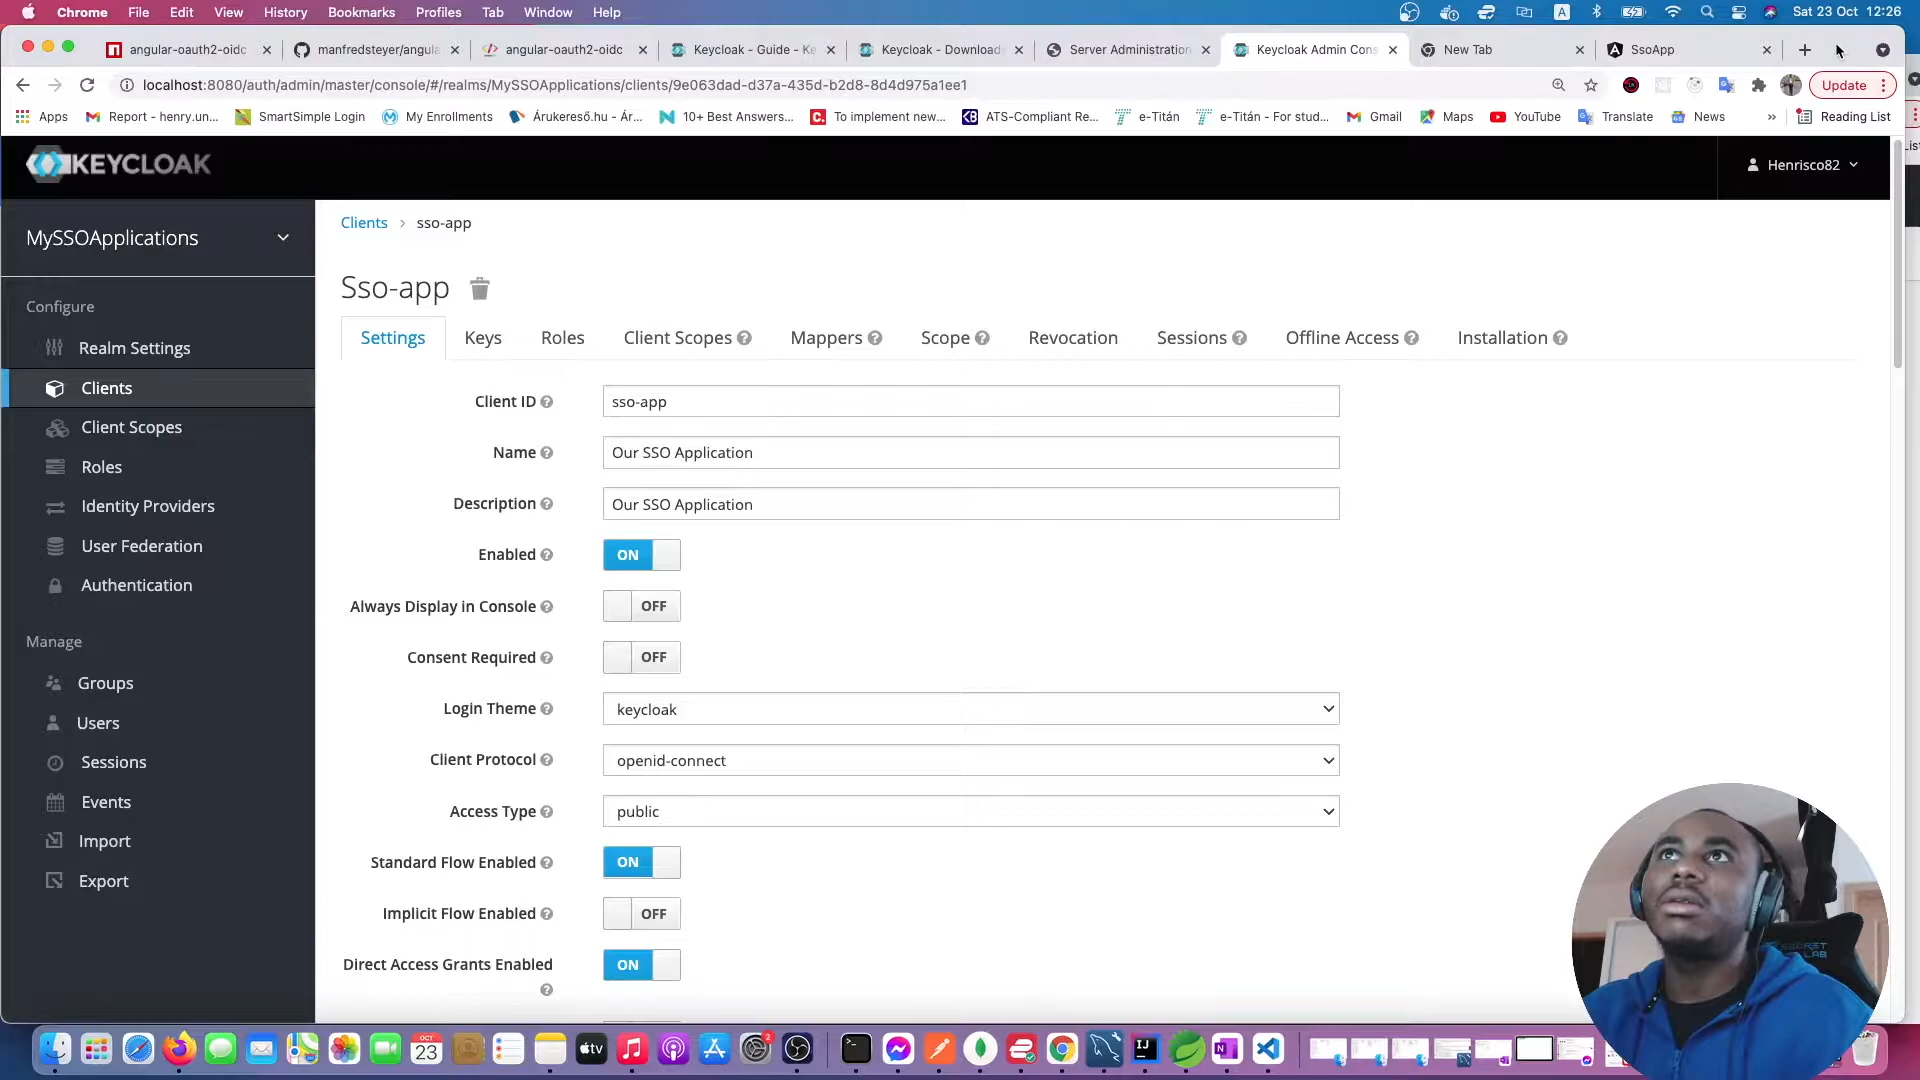 Chrome File Edit View History Bookmarks Profiles Tab Window Help
A Sat 23 Oct 12:26
angular-oauth2-oidc
manfredsteyer/angula
angular-oauth2-oidc
Keycloak - Guide - Ke
Keycloak - Download
Server Administration
Keycloak Admin Cons
New Tab
SsoApp
localhost:8080/auth/admin/master/console/#/realms/MySSOApplications/clients/9e063dad-d37a-435d-b2d8-8d4d975a1ee1
Update
Apps
Report - henry.un...
SmartSimple Login
My Enrollments
Árukereső.hu - Ár...
10+ Best Answers...
To implement new...
ATS-Compliant Re...
e-Titán
e-Titán - For stud...
Gmail
Maps
YouTube
Translate
News
»
Reading List
KEYCLOAK
Henrisco82
MySSOApplications
Configure
Realm Settings
Clients
Client Scopes
Roles
Identity Providers
User Federation
Authentication
Manage
Groups
Users
Sessions
Events
Import
Export
Clients > sso-app
Sso-app
Settings Keys Roles Client Scopes Mappers Scope Revocation Sessions Offline Access Installation
Client ID sso-app
Name Our SSO Application
Description Our SSO Application
Enabled ON
Always Display in Console OFF
Consent Required OFF
Login Theme keycloak
Client Protocol openid-connect
Access Type public
Standard Flow Enabled ON
Implicit Flow Enabled OFF
Direct Access Grants Enabled ON
OCT
23
tv
2
IJ
N
SECRET
LAB